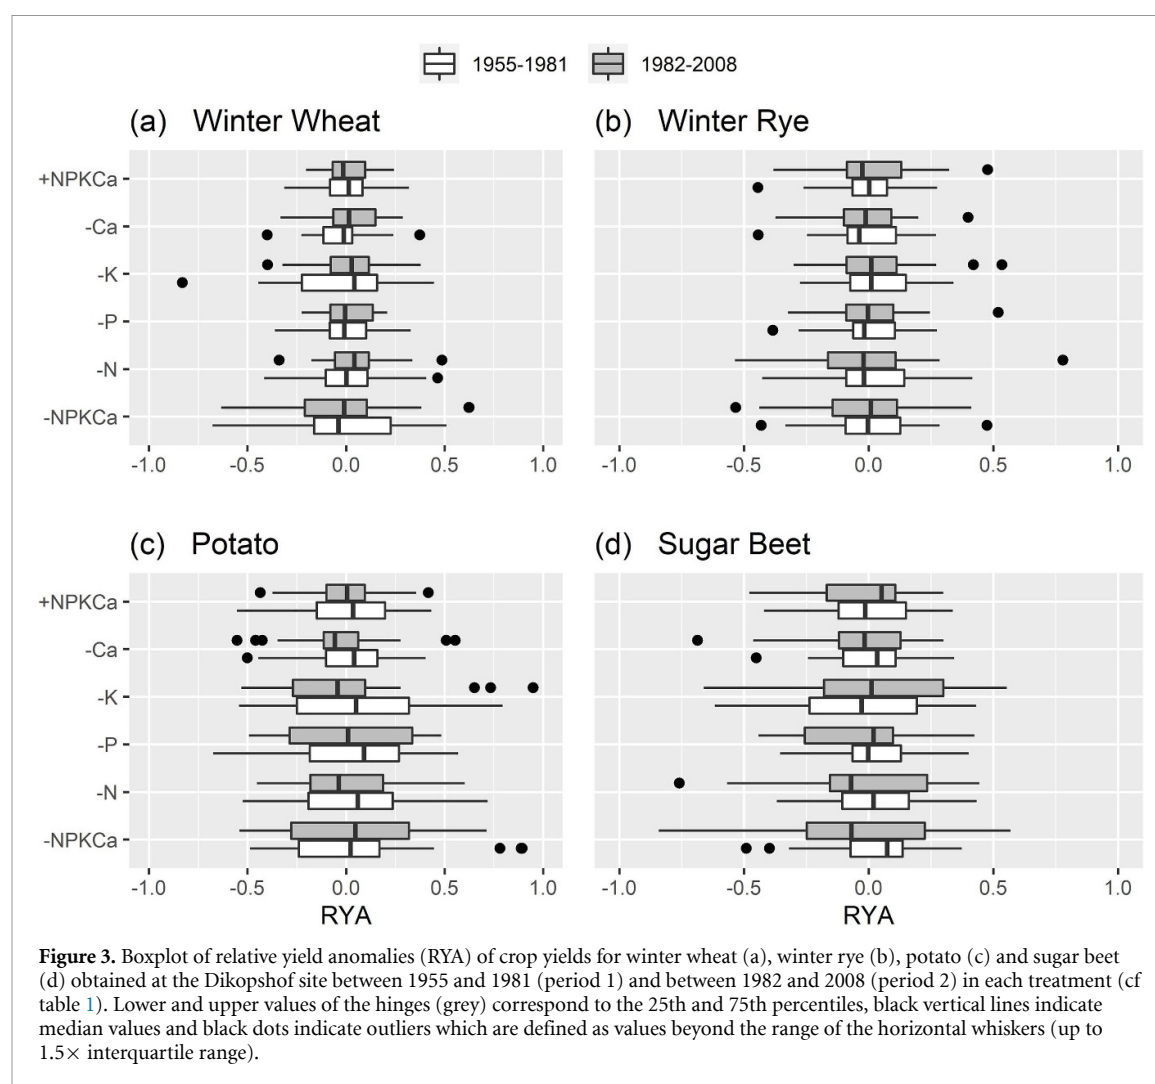 1955-1981 1982-2008
(a) Winter Wheat (b) Winter Rye
+NPKCa
-Ca
-K
-P
-N
-NPKCa
-1.0 -0.5 0.0 0.5 1.0 -1.0 -0.5 0.0 0.5 1.0
(c) Potato (d) Sugar Beet
+NPKCa
-Ca
-K
-P
-N
-NPKCa
-1.0 -0.5 0.0 0.5 1.0 -1.0 -0.5 0.0 0.5 1.0
RYA RYA
Figure 3. Boxplot of relative yield anomalies (RYA) of crop yields for winter wheat (a), winter rye (b), potato (c) and sugar beet
(d) obtained at the Dikopshof site between 1955 and 1981 (period 1) and between 1982 and 2008 (period 2) in each treatment (cf
table 1). Lower and upper values of the hinges (grey) correspond to the 25th and 75th percentiles, black vertical lines indicate
median values and black dots indicate outliers which are defined as values beyond the range of the horizontal whiskers (up to
1.5× interquartile range).